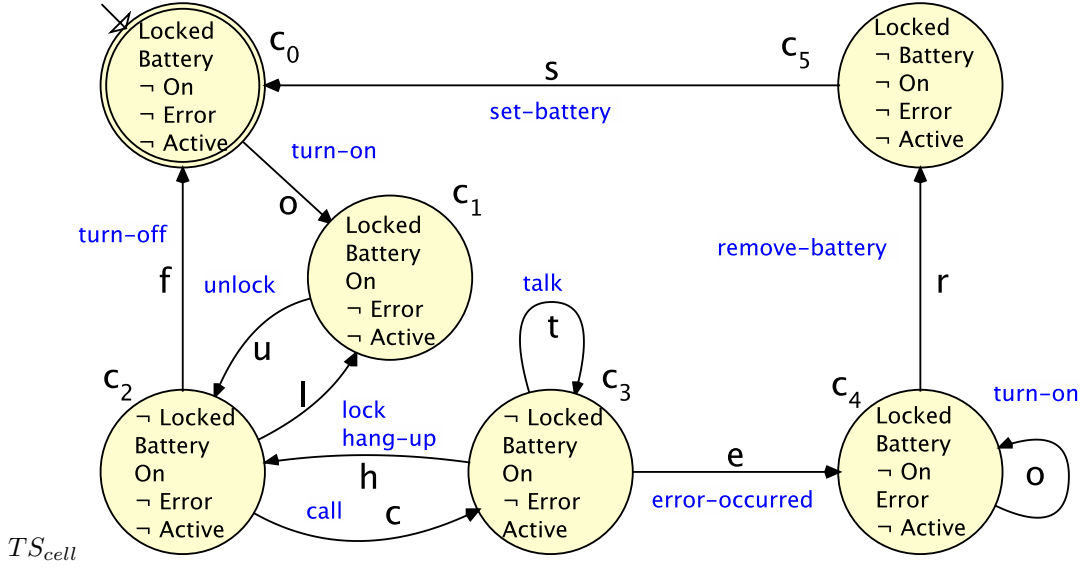 Locked
Battery
¬ On
¬ Error
¬ Active
c0
Locked
¬ Battery
¬ On
¬ Error
¬ Active
c5
s
set-battery
turn-on
o
c1
Locked
Battery
On
¬ Error
¬ Active
turn-off
f
unlock
u
l
lock
hang-up
h
call
c
c2
¬ Locked
Battery
On
¬ Error
¬ Active
talk
t
c3
¬ Locked
Battery
On
¬ Error
Active
e
error-occurred
remove-battery
r
c4
Locked
Battery
¬ On
Error
¬ Active
turn-on
o
TScell